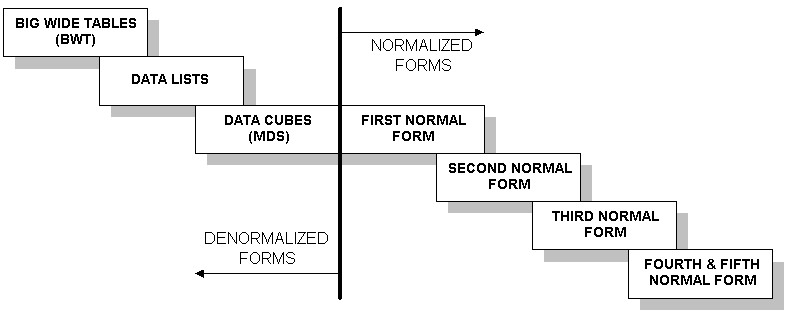 BIG WIDE TABLES
(BWT)
NORMALIZED
FORMS
DATA LISTS
DATA CUBES
(MDS)
FIRST NORMAL
FORM
SECOND NORMAL
FORM
THIRD NORMAL
FORM
DENORMALIZED
FORMS
FOURTH & FIFTH
NORMAL FORM